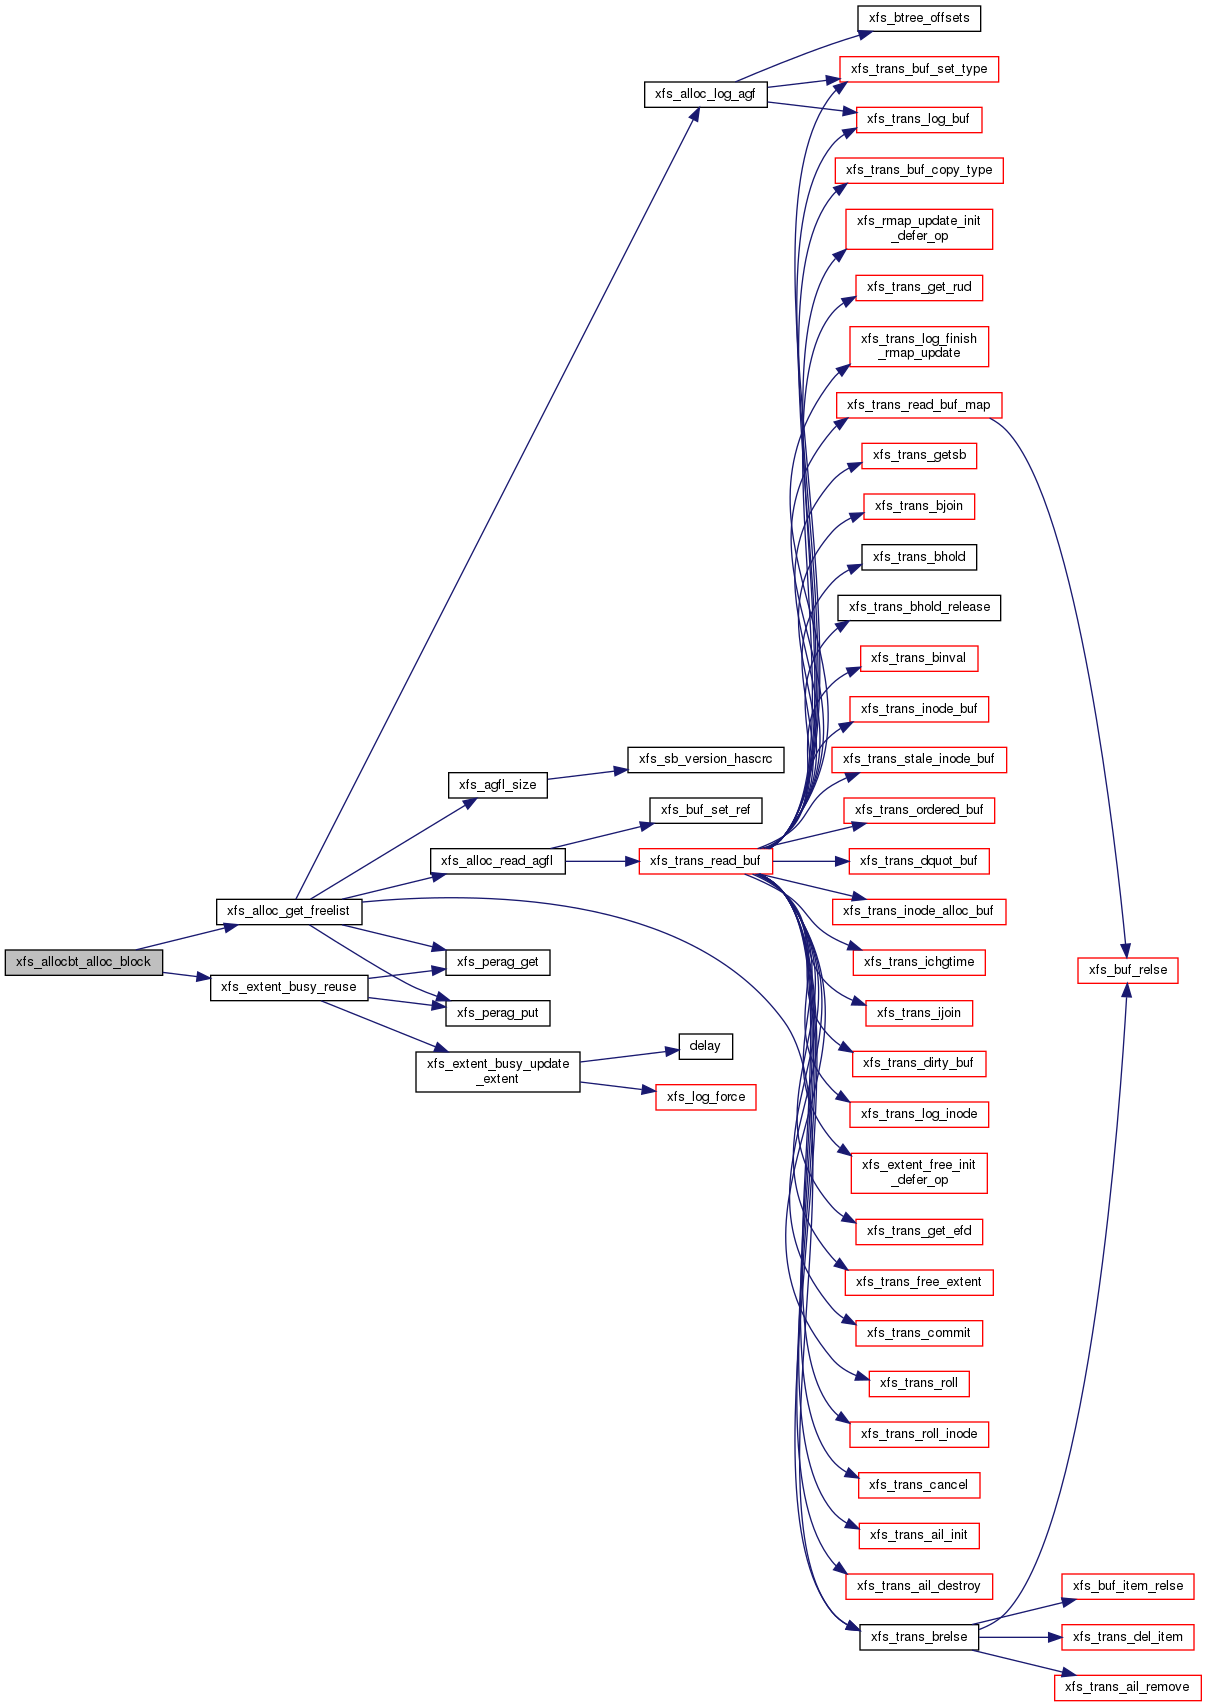 xfs_btree_offsets
xfs_trans_buf_set_type
xfs_alloc_log_agf
xfs_trans_log_buf
xfs_trans_buf_copy_type
xfs_rmap_update_init
_defer_op
xfs_trans_get_rud
xfs_trans_log_finish
_rmap_update
xfs_trans_read_buf_map
xfs_trans_getsb
xfs_trans_bjoin
xfs_trans_bhold
xfs_trans_bhold_release
xfs_trans_binval
xfs_trans_inode_buf
xfs_sb_version_hascrc
xfs_trans_stale_inode_buf
xfs_agfl_size
xfs_buf_set_ref
xfs_trans_ordered_buf
xfs_alloc_read_agfl
xfs_trans_read_buf
xfs_trans_dquot_buf
xfs_alloc_get_freelist
xfs_trans_inode_alloc_buf
xfs_allocbt_alloc_block
xfs_perag_get
xfs_trans_ichgtime
xfs_buf_relse
xfs_extent_busy_reuse
xfs_perag_put
xfs_trans_ijoin
delay
xfs_extent_busy_update
_extent
xfs_trans_dirty_buf
xfs_log_force
xfs_trans_log_inode
xfs_extent_free_init
_defer_op
xfs_trans_get_efd
xfs_trans_free_extent
xfs_trans_commit
xfs_trans_roll
xfs_trans_roll_inode
xfs_trans_cancel
xfs_trans_ail_init
xfs_trans_ail_destroy
xfs_buf_item_relse
xfs_trans_brelse
xfs_trans_del_item
xfs_trans_ail_remove